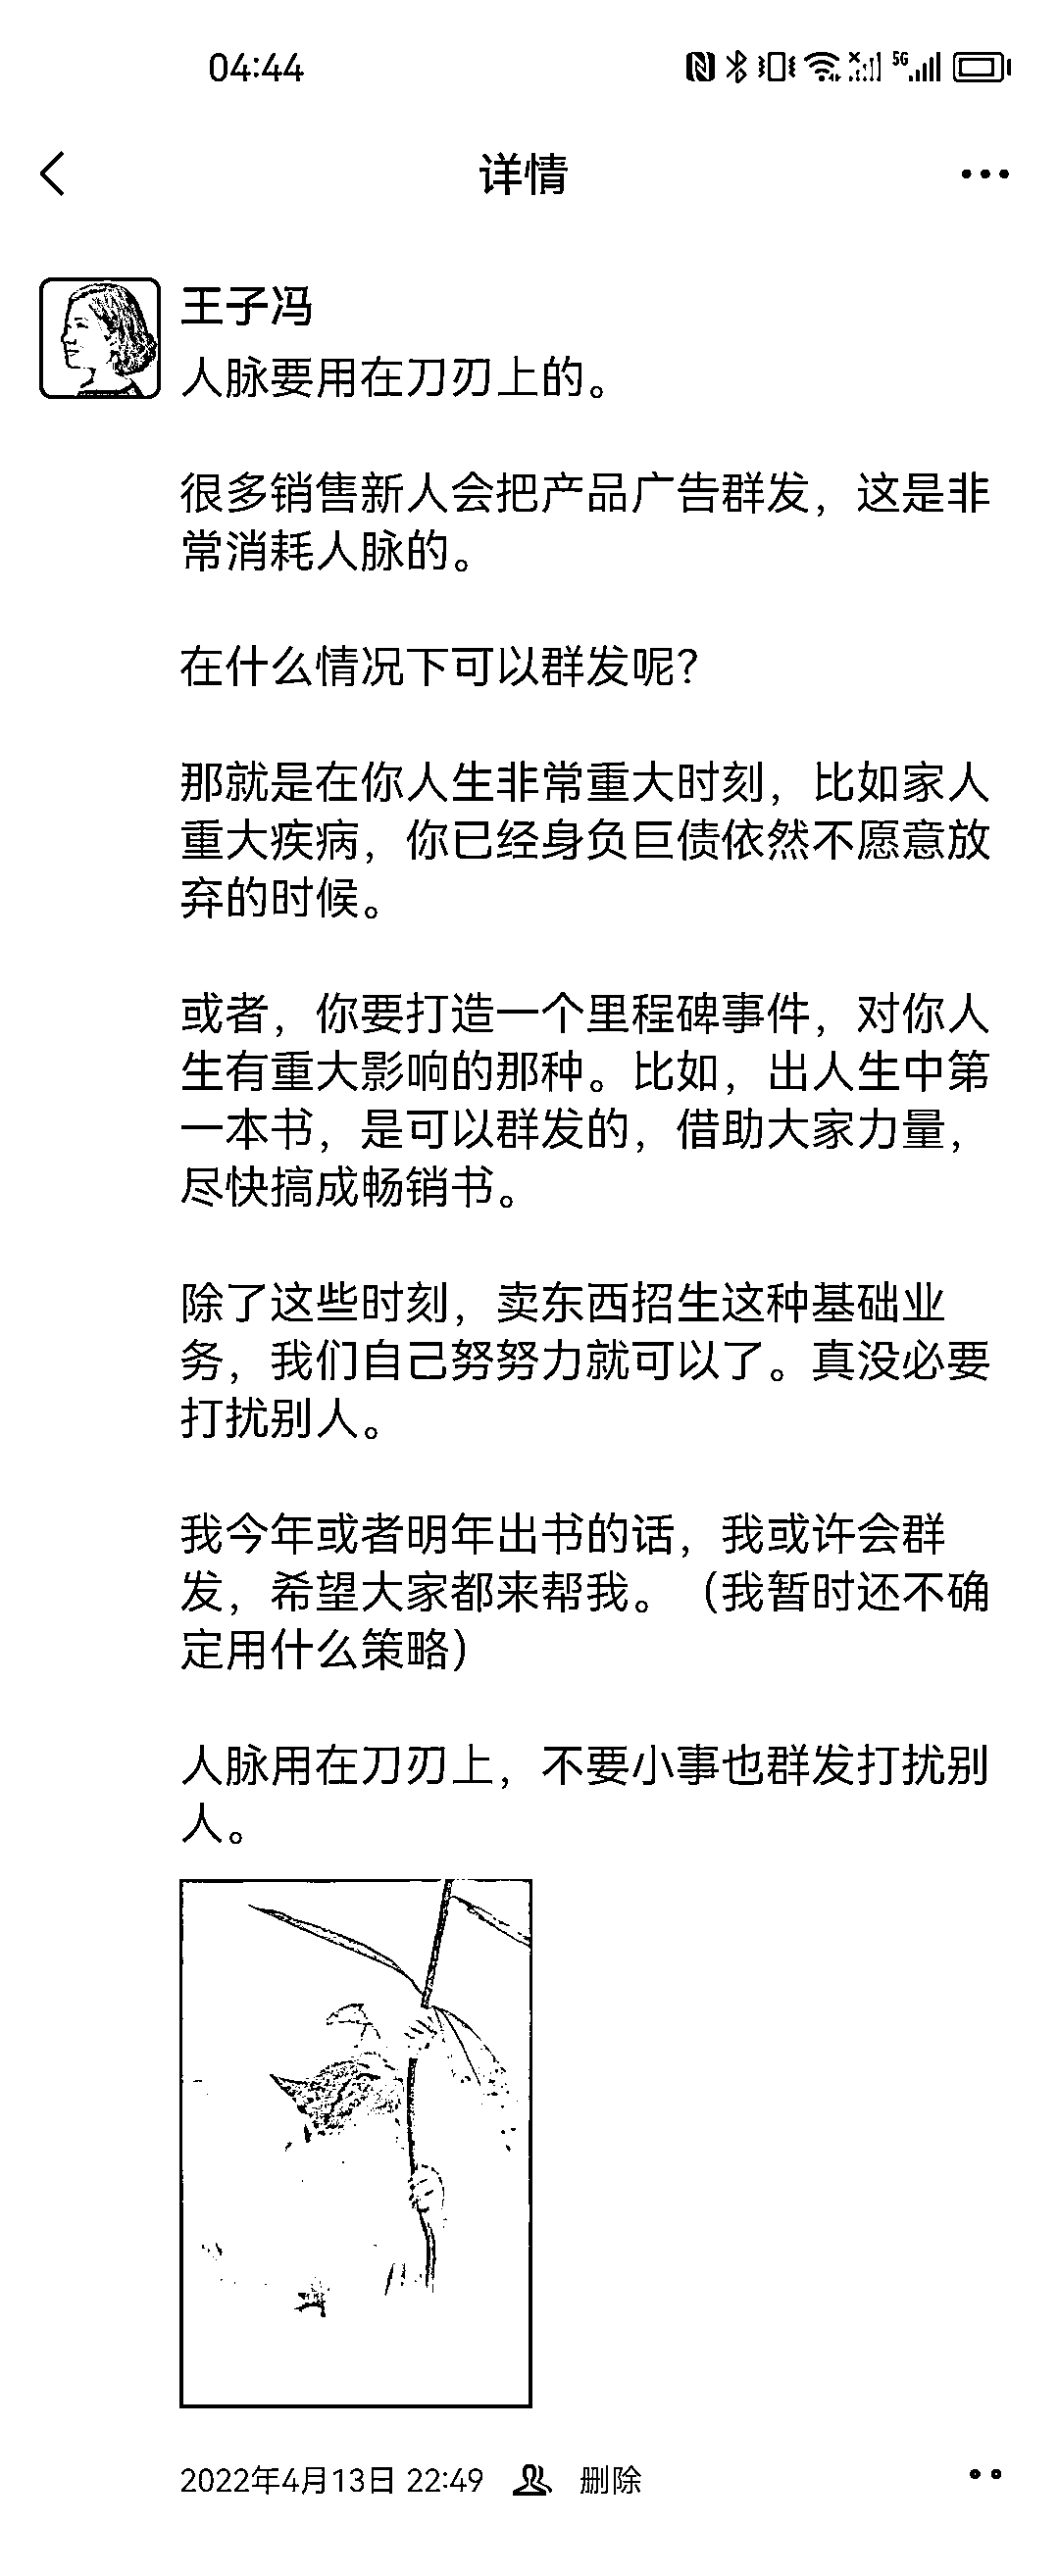 04:44
5G
详情
王子冯
人脉要用在刀刃上的。
很多销售新人会把产品广告群发，这是非
常消耗人脉的。
在什么情况下可以群发呢？
那就是在你人生非常重大时刻，比如家人
重大疾病，你已经身负巨债依然不愿意放
弃的时候。
或者，你要打造一个里程碑事件，对你人
生有重大影响的那种。比如，出人生中第
一本书，是可以群发的，借助大家力量，
尽快搞成畅销书。
除了这些时刻，卖东西招生这种基础业
务，我们自己努努力就可以了。真没必要
打扰别人。
我今年或者明年出书的话，我或许会群
发，希望大家都来帮我。（我暂时还不确
定用什么策略）
人脉用在刀刃上，不要小事也群发打扰别
人。
2022年4月13日 22:49 删除